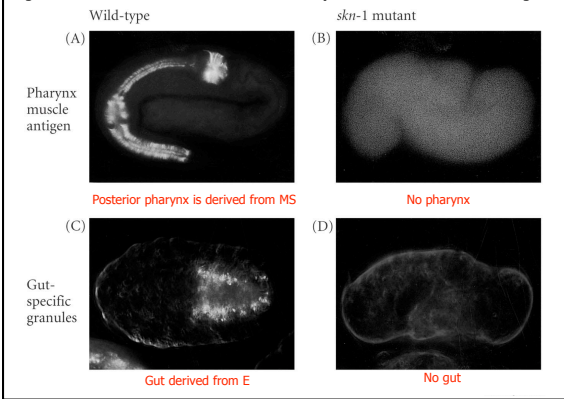 Wild-type
skn-1 mutant
(A)
(B)
Pharynx
muscle
antigen
Posterior pharynx is derived from MS
No pharynx
(C)
(D)
Gut-
specific
granules
Gut derived from E
No gut